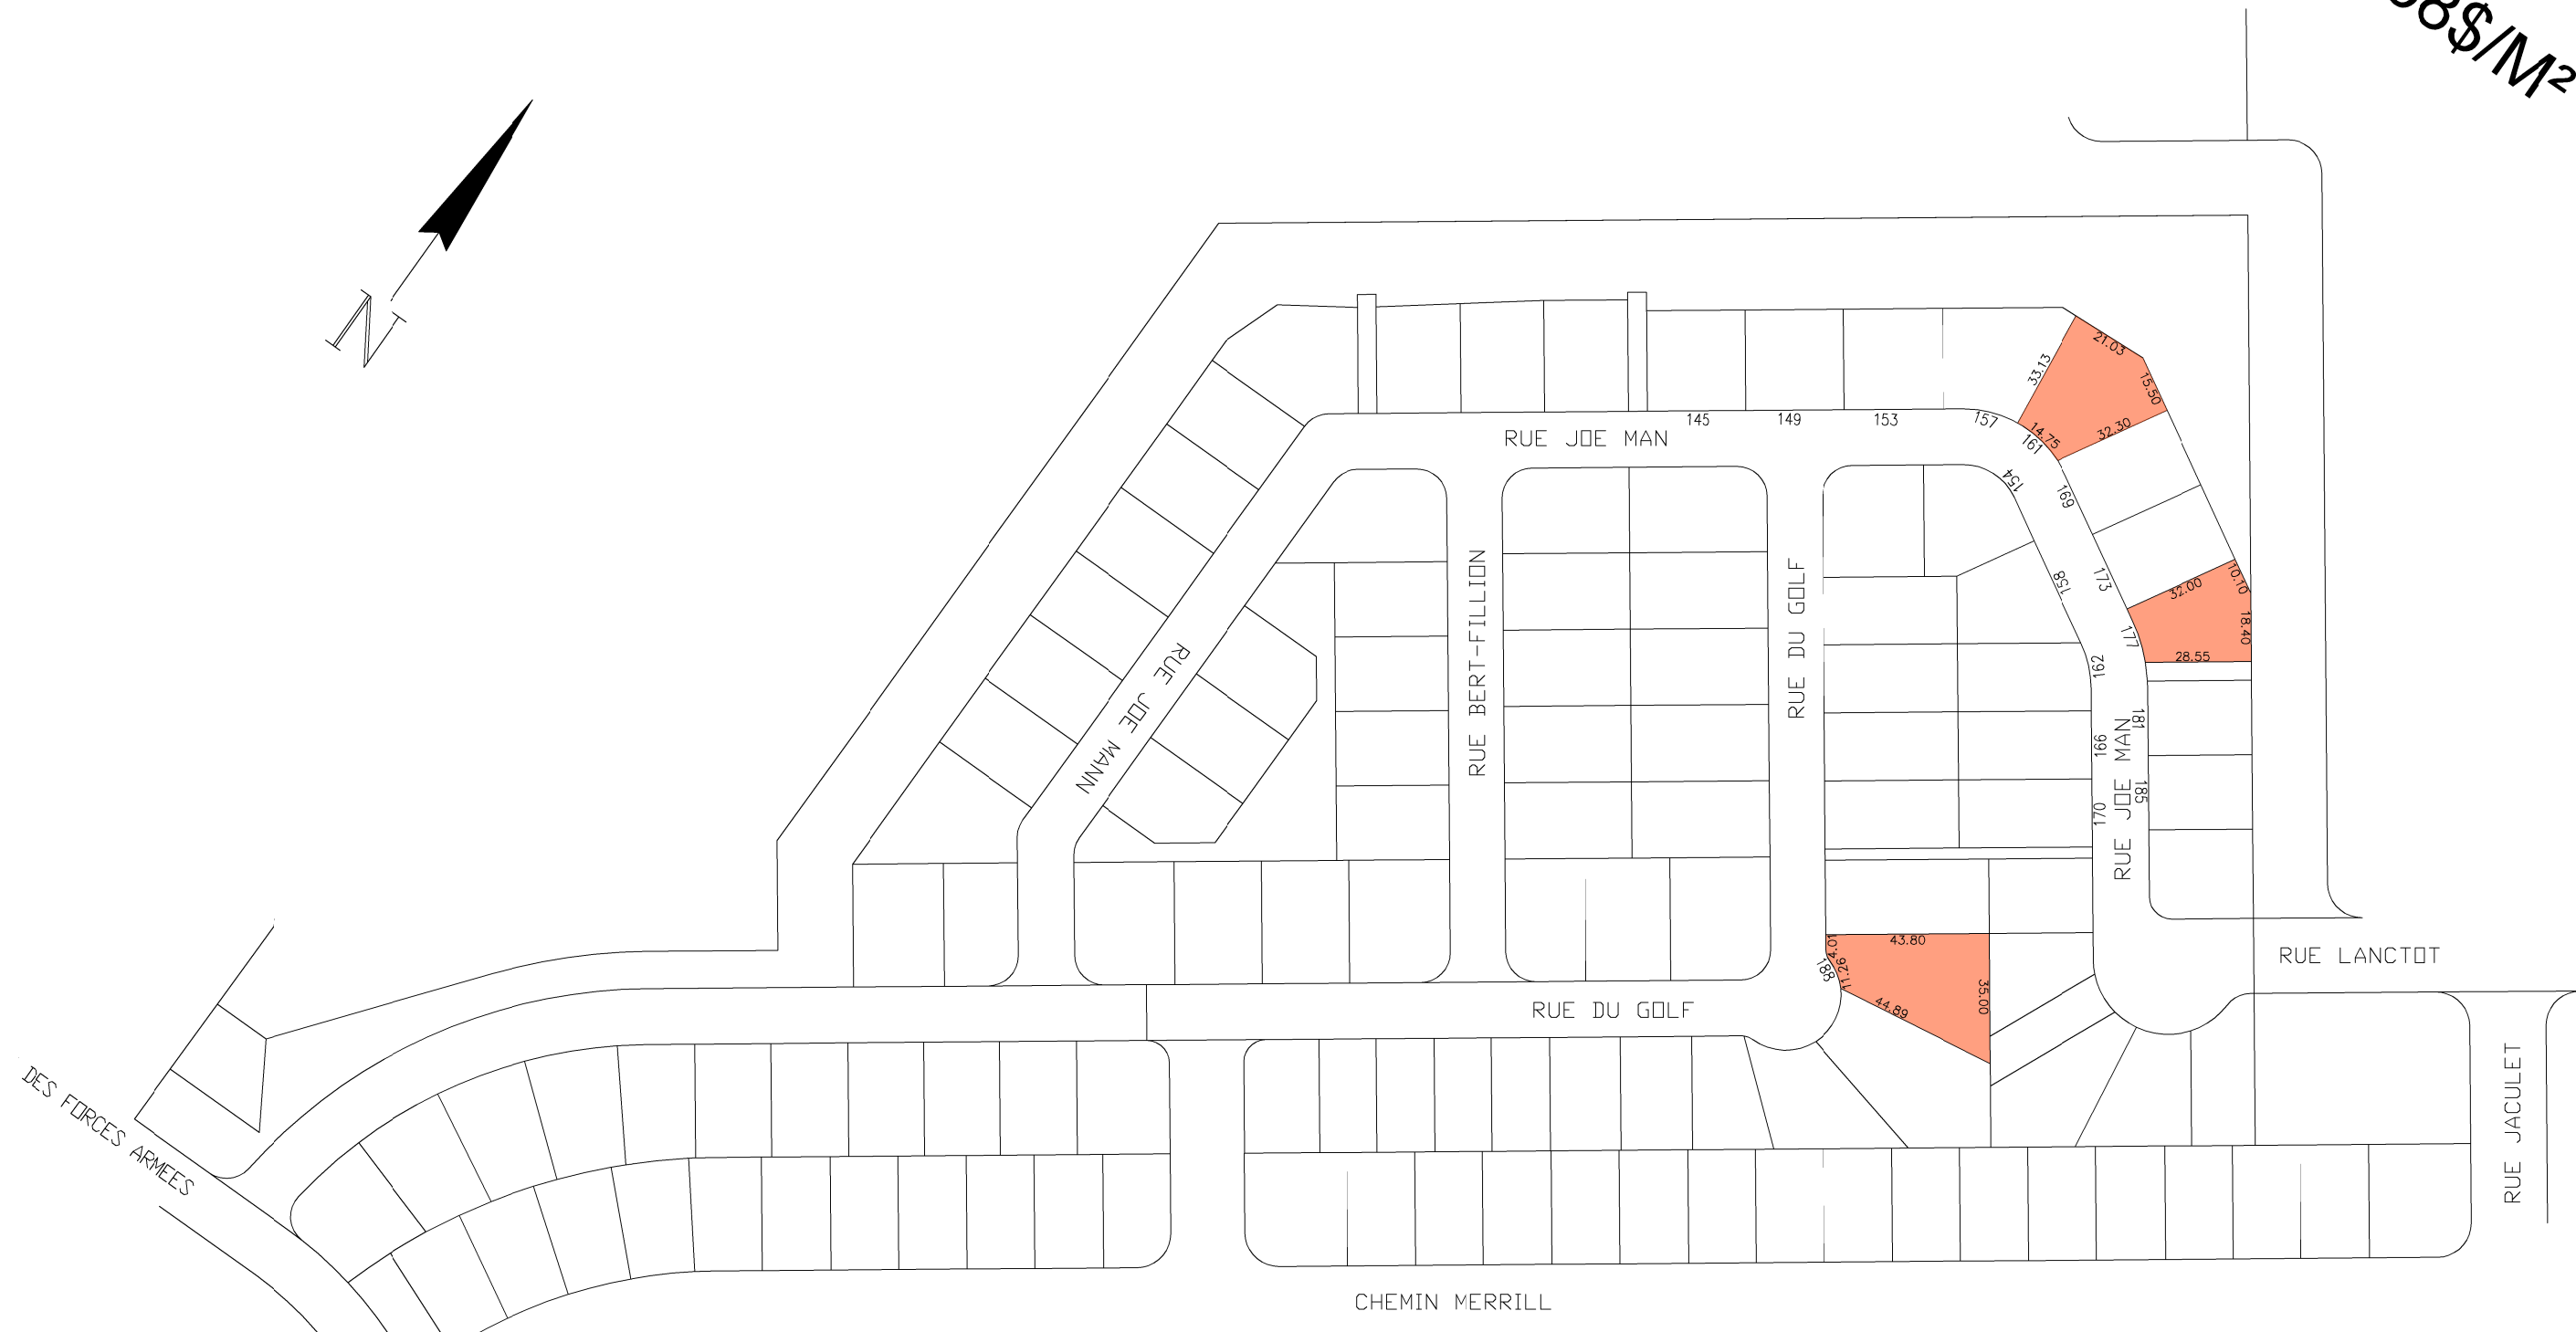 8$/M²
N
21.03
33.13
15.50
32.30
14.75
145
149
153
157
161
RUE JOE MAN
154
169
10.10
32.00
173
158
18.40
177
28.55
162
RUE BERT-FILLION
RUE DU GOLF
RUE JOE MANN
181
166
185
170
RUE JOE MAN
43.80
4.01
11.26
188
35.00
44.89
RUE LANCTOT
RUE DU GOLF
DES FORCES ARMEES
RUE JACULET
CHEMIN MERRILL